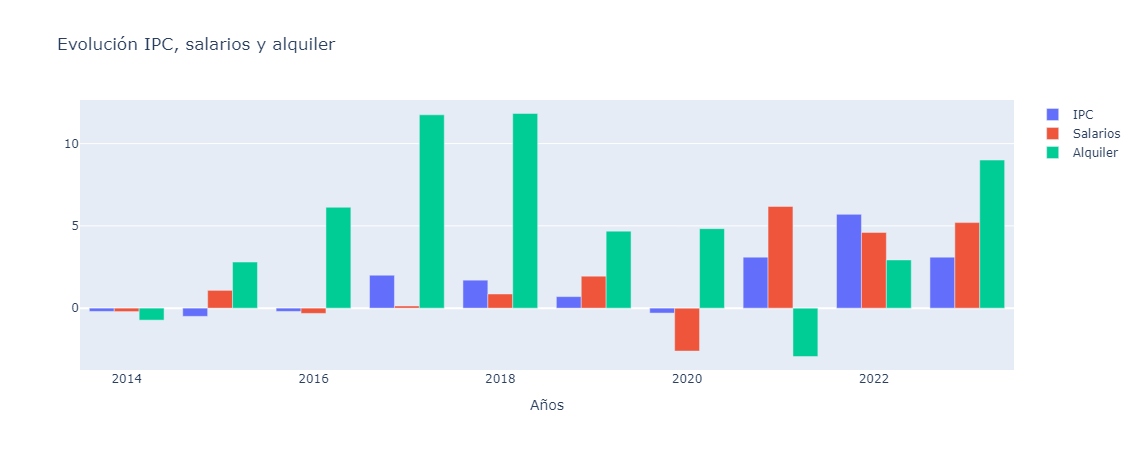 Evolución IPC, salarios y alquiler
IPC
Salarios
Alquiler
10
5
0
2014 2016 2018 2020 2022
Años